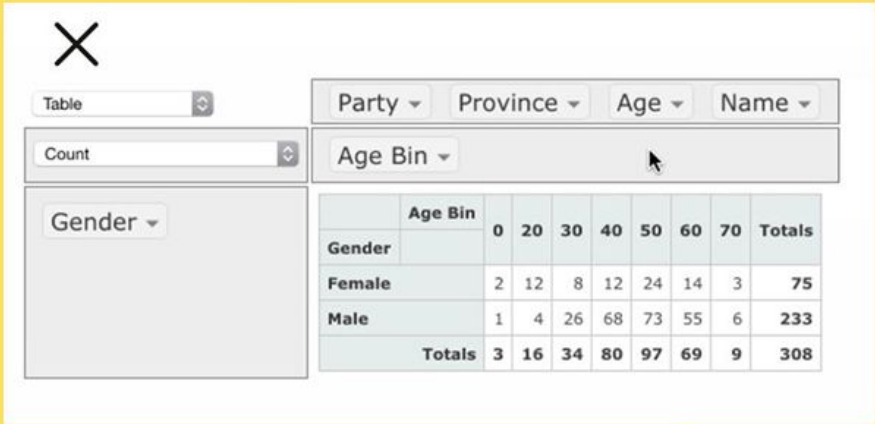 Table
Party Province Age Name
Count
Age Bin
Gender
Age Bin 0 20 30 40 50 60 70 Totals
Gender
Female 2 12 8 12 24 14 3 75
Male 1 4 26 68 73 55 6 233
Totals 3 16 34 80 97 69 9 308